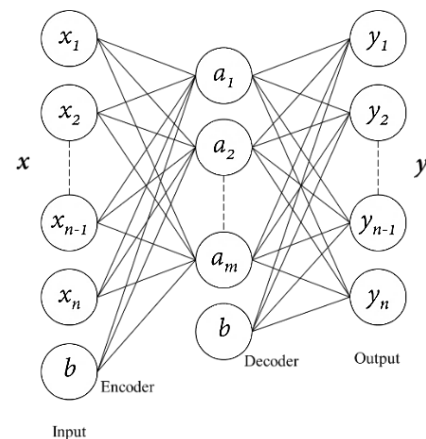 x₁ a₁ y₁
x₂ a₂ y₂
x y
xₙ₋₁ aₘ yₙ₋₁
xₙ b yₙ
b Encoder Decoder Output
Input